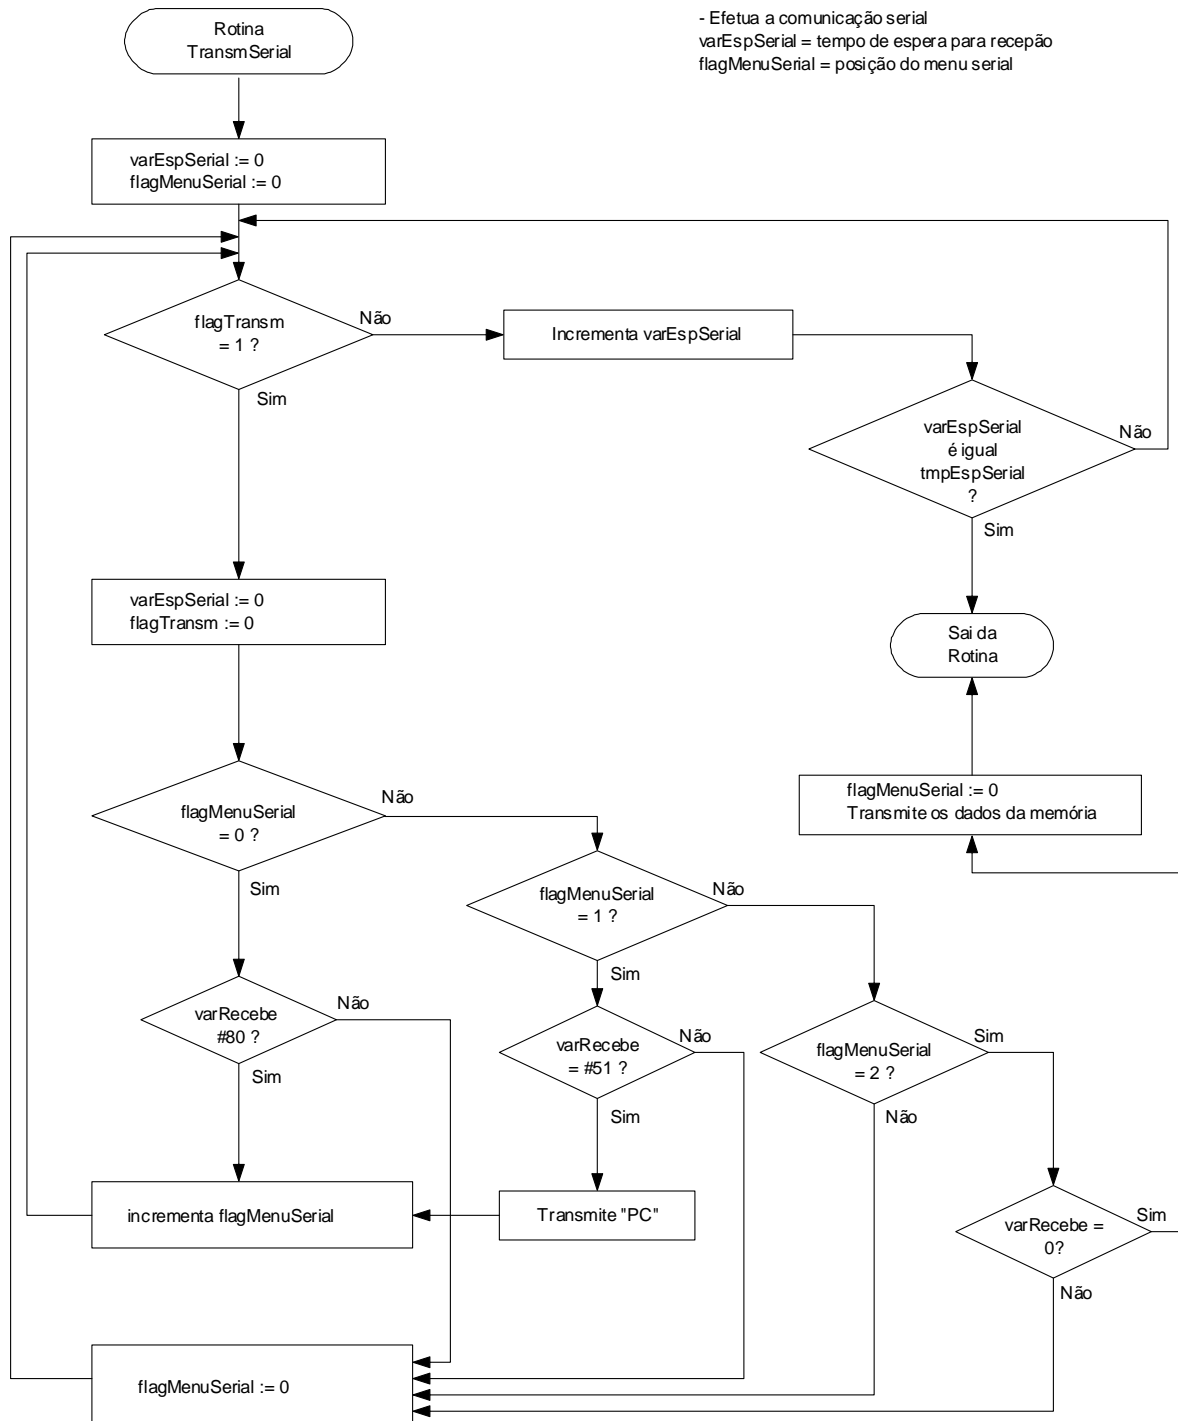 Rotina
TransmSerial
- Efetua a comunicação serial
varEspSerial = tempo de espera para recepão
flagMenuSerial = posição do menu serial
varEspSerial := 0
flagMenuSerial := 0
flagTransm
= 1 ?
Não
Sim
Incrementa varEspSerial
varEspSerial
é igual
tmpEspSerial
?
Não
Sim
varEspSerial := 0
flagTransm := 0
Sai da
Rotina
flagMenuSerial := 0
Transmite os dados da memória
flagMenuSerial
= 0 ?
Não
Sim
flagMenuSerial
= 1 ?
Não
Sim
varRecebe
#80 ?
Não
Sim
varRecebe
= #51 ?
Não
Sim
flagMenuSerial
= 2 ?
Sim
Não
incrementa flagMenuSerial
Transmite "PC"
varRecebe =
0?
Sim
Não
flagMenuSerial := 0